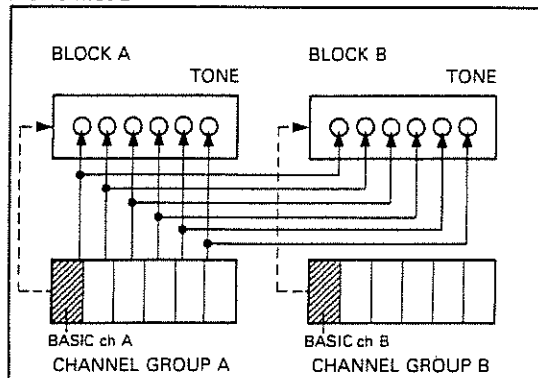 BLOCK A
BLOCK B
TONE
TONE
BASIC ch A
BASIC ch B
CHANNEL GROUP A
CHANNEL GROUP B